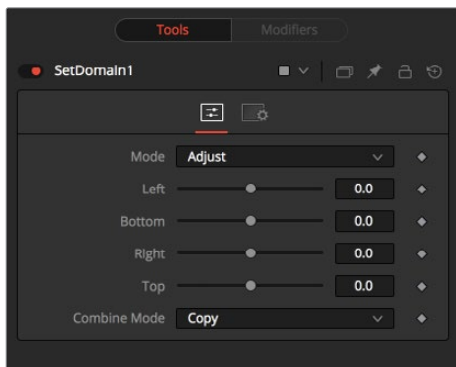 Tools Modifiers
SetDomain1
Mode Adjust
Left 0.0
Bottom 0.0
Right 0.0
Top 0.0
Combine Mode Copy